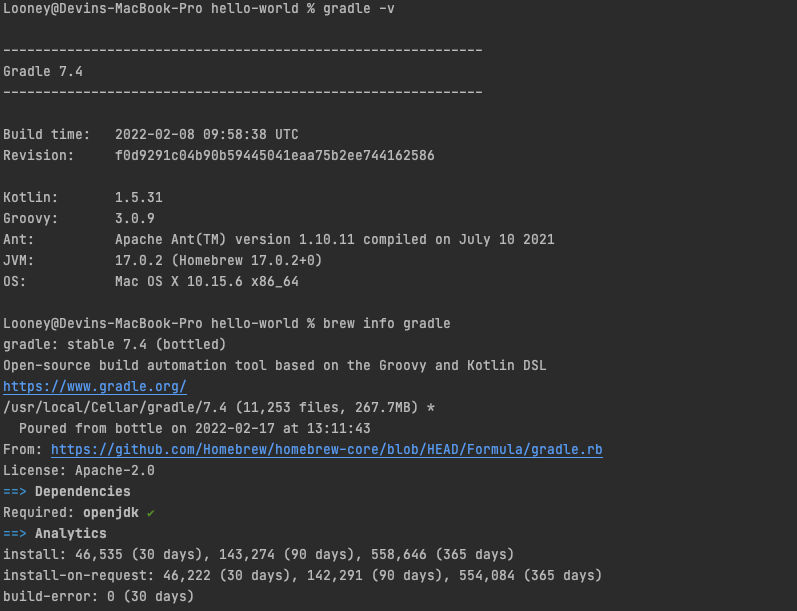 Looney@Devins-MacBook-Pro hello-world % gradle -v
------------------------------------------------------------
Gradle 7.4
------------------------------------------------------------
Build time:   2022-02-08 09:58:38 UTC
Revision:     f0d9291c04b90b59445041eaa75b2ee744162586
Kotlin:       1.5.31
Groovy:       3.0.9
Ant:          Apache Ant(TM) version 1.10.11 compiled on July 10 2021
JVM:          17.0.2 (Homebrew 17.0.2+0)
OS:           Mac OS X 10.15.6 x86_64
Looney@Devins-MacBook-Pro hello-world % brew info gradle
gradle: stable 7.4 (bottled)
Open-source build automation tool based on the Groovy and Kotlin DSL
https://www.gradle.org/
/usr/local/Cellar/gradle/7.4 (11,253 files, 267.7MB) *
  Poured from bottle on 2022-02-17 at 13:11:43
From: https://github.com/Homebrew/homebrew-core/blob/HEAD/Formula/gradle.rb
License: Apache-2.0
==> Dependencies
Required: openjdk ✔
==> Analytics
install: 46,535 (30 days), 143,274 (90 days), 558,646 (365 days)
install-on-request: 46,222 (30 days), 142,291 (90 days), 554,084 (365 days)
build-error: 0 (30 days)